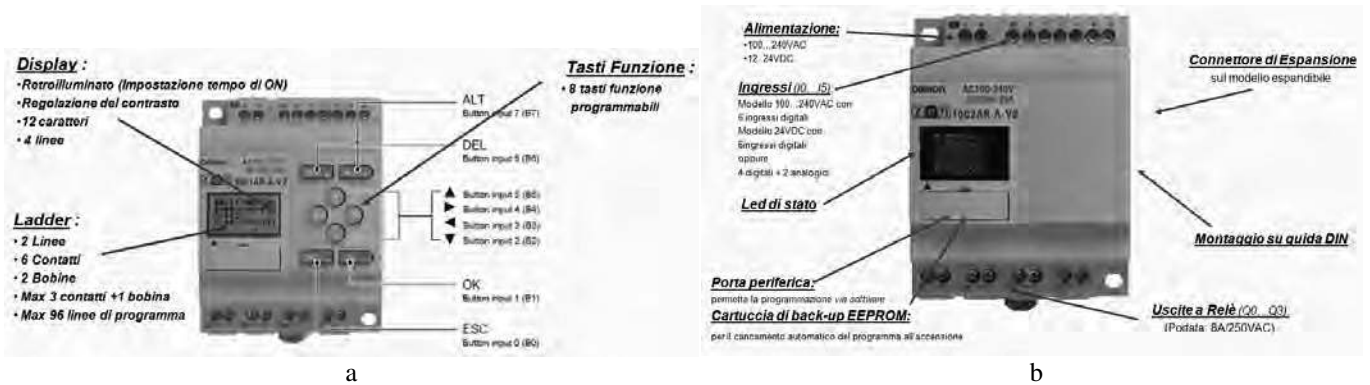 Display :
• Retroilluminato (Impostazione tempo di ON)
• Regolazione del contrasto
• 12 caratteri
• 4 linee
Ladder :
• 2 Linee
• 6 Contatti
• 2 Bobine
• Max 3 contatti +1 bobina
• Max 96 linee di programma
Tasti Funzione :
• 8 tasti funzione
programmabili
ALT
Button input 7 (B7)
DEL
Button input 6 (B6)
▲ Button input 5 (B5)
► Button input 4 (B4)
◄ Button input 3 (B3)
▼ Button input 2 (B2)
OK
Button input 1 (B1)
ESC
Button input 0 (B0)
a
Alimentazione:
•100...240VAC
•12..24VDC
Ingressi (I0...I5)
Modello 100...240VAC con
6 ingressi digitali
Modello 24VDC con
6ingressi digitali
oppure
4 digitali + 2 analogici
Led di stato
Porta periferica:
permette la programmazione via software
Cartuccia di back-up EEPROM:
per il caricamento automatico del programma all'accensione
OMRON
AC100-240V
Connettore di Espansione
sul modello espandibile
Montaggio su guida DIN
Uscite a Relè (Q0...Q3)
(Portata: 8A/250VAC)
b